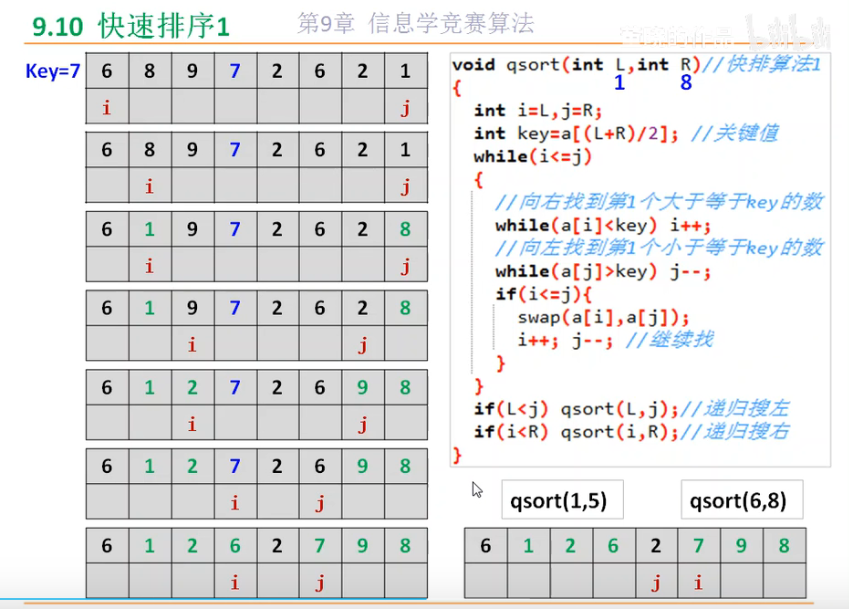 9.10 快速排序1
第9章 信息学竞赛算法
Key=7 6 8 9 7 2 6 2 1
i j
6 8 9 7 2 6 2 1
i j
6 1 9 7 2 6 2 8
i j
6 1 9 7 2 6 2 8
i j
6 1 2 7 2 6 9 8
i j
6 1 2 7 2 6 9 8
i j
6 1 2 6 2 7 9 8
i j
void qsort(int L,int R)//快排算法1
1 8
{
int i=L,j=R;
int key=a[(L+R)/2]; //关键值
while(i<=j)
{
//向右找到第1个大于等于key的数
while(a[i]<key) i++;
//向左找到第1个小于等于key的数
while(a[j]>key) j--;
if(i<=j){
swap(a[i],a[j]);
i++; j--; //继续找
}
}
if(L<j) qsort(L,j);//递归搜左
if(i<R) qsort(i,R);//递归搜右
}
qsort(1,5) qsort(6,8)
6 1 2 6 2 7 9 8
j i